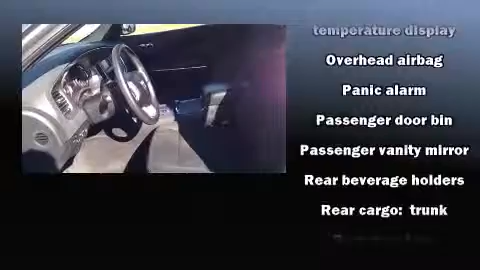 temperature display
Overhead airbag
Panic alarm
Passenger door bin
Passenger vanity mirror
Rear beverage holders
Rear cargo: trunk